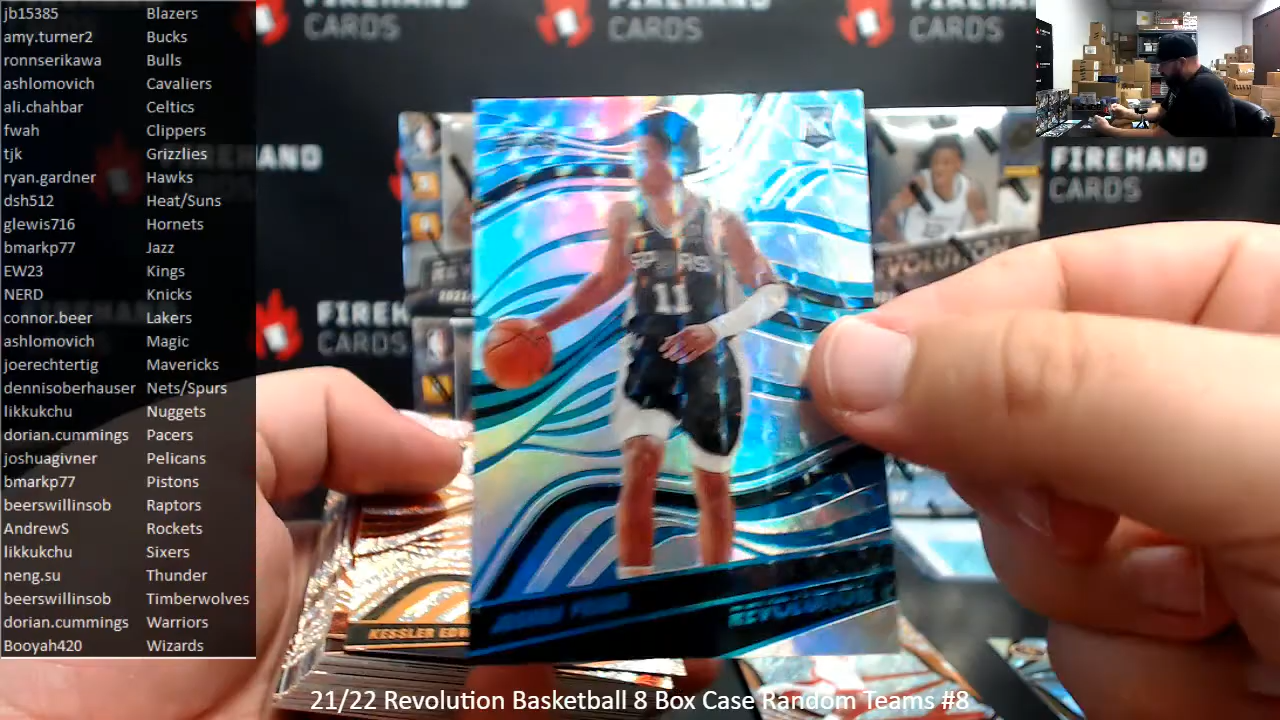 jb15385 Blazers
amy.turner2 Bucks
ronnserikawa Bulls
ashlomovich Cavaliers
ali.chahbar Celtics
fwah Clippers
tjk Grizzlies
ryan.gardner Hawks
dsh512 Heat/Suns
glewis716 Hornets
bmarkp77 Jazz
EW23 Kings
NERD Knicks
connor.beer Lakers
ashlomovich Magic
joerechtertig Mavericks
dennisoberhauser Nets/Spurs
likkukchu Nuggets
dorian.cummings Pacers
joshuagivner Pelicans
bmarkp77 Pistons
beerswillinsob Raptors
AndrewS Rockets
likkukchu Sixers
neng.su Thunder
beerswillinsob Timberwolves
dorian.cummings Warriors
Booyah420 Wizards
CARDS
CARDS
CARDS
FIREHAND
CARDS
CARDS
SPURS
11
REVOLUTION
KESSLER
21/22 Revolution Basketball 8 Box Case Random Teams #8